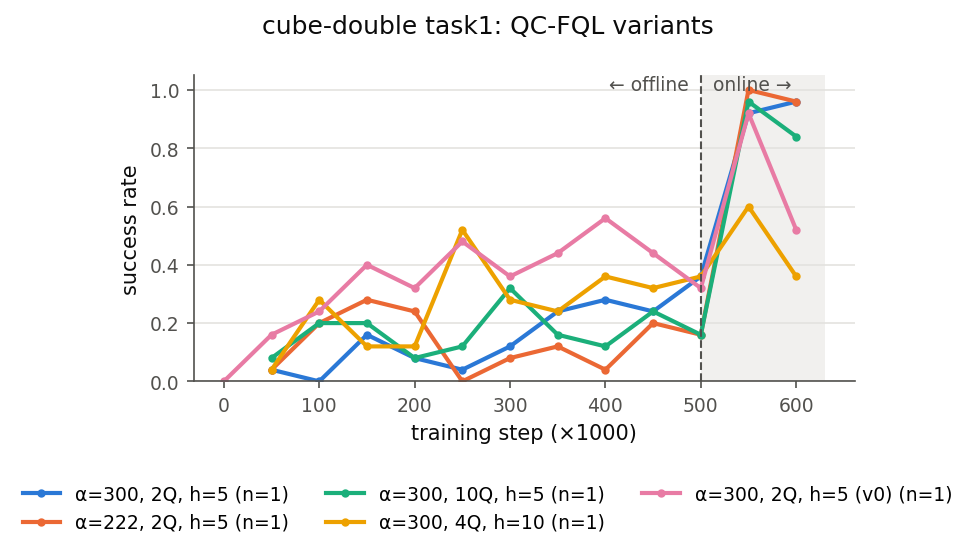 cube-double task1: QC-FQL variants
← offline
online →
1.0
0.8
0.6
0.4
0.2
0.0
success rate
0
100
200
300
400
500
600
training step (×1000)
α=300, 2Q, h=5 (n=1)
α=300, 10Q, h=5 (n=1)
α=300, 2Q, h=5 (v0) (n=1)
α=222, 2Q, h=5 (n=1)
α=300, 4Q, h=10 (n=1)